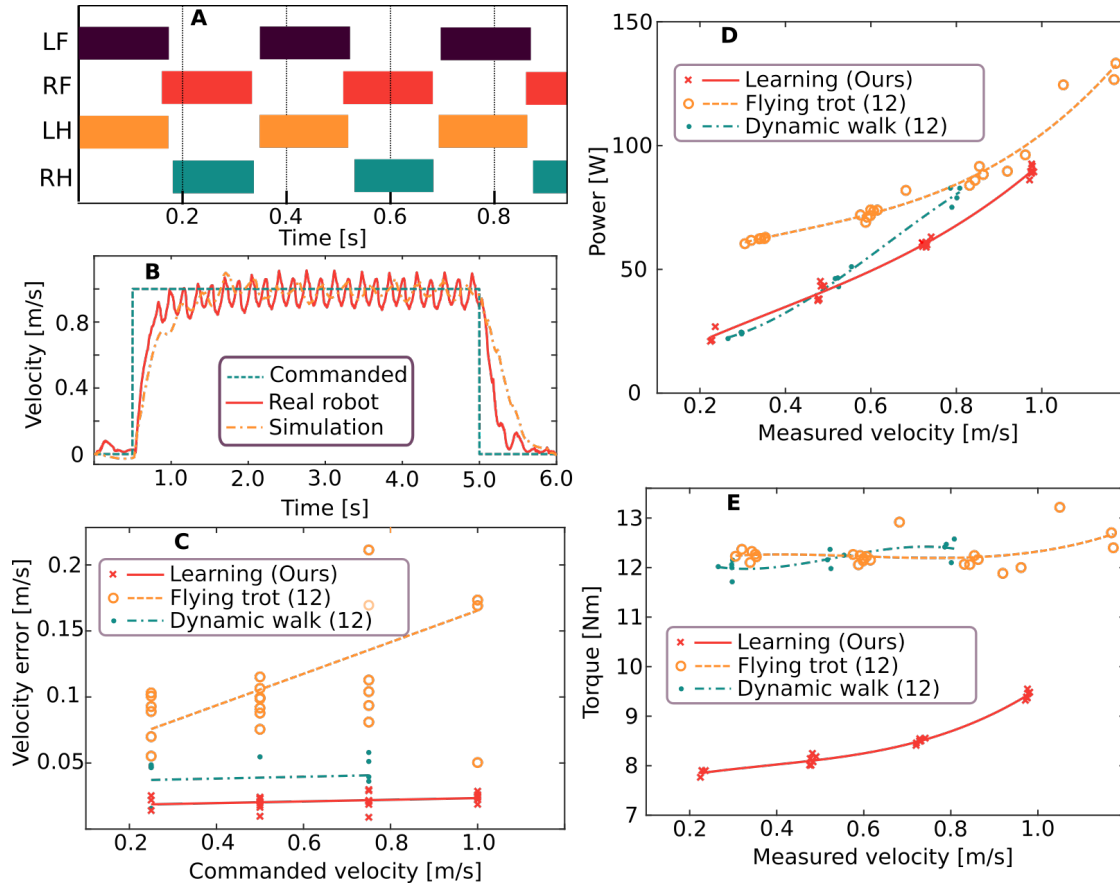 A
LF
RF
LH
RH
0.2
0.4
0.6
0.8
Time [s]
B
Velocity [m/s]
0.8
0.4
0
Commanded
Real robot
Simulation
1.0
2.0
3.0
4.0
5.0
6.0
Time [s]
C
Velocity error [m/s]
0.2
0.15
0.1
0.05
Learning (Ours)
Flying trot (12)
Dynamic walk (12)
0.2
0.4
0.6
0.8
1.0
Commanded velocity [m/s]
D
Power [W]
150
100
50
0
Learning (Ours)
Flying trot (12)
Dynamic walk (12)
0.2
0.4
0.6
0.8
1.0
Measured velocity [m/s]
E
Torque [Nm]
13
12
11
10
9
8
7
Learning (Ours)
Flying trot (12)
Dynamic walk (12)
0.2
0.4
0.6
0.8
1.0
Measured velocity [m/s]